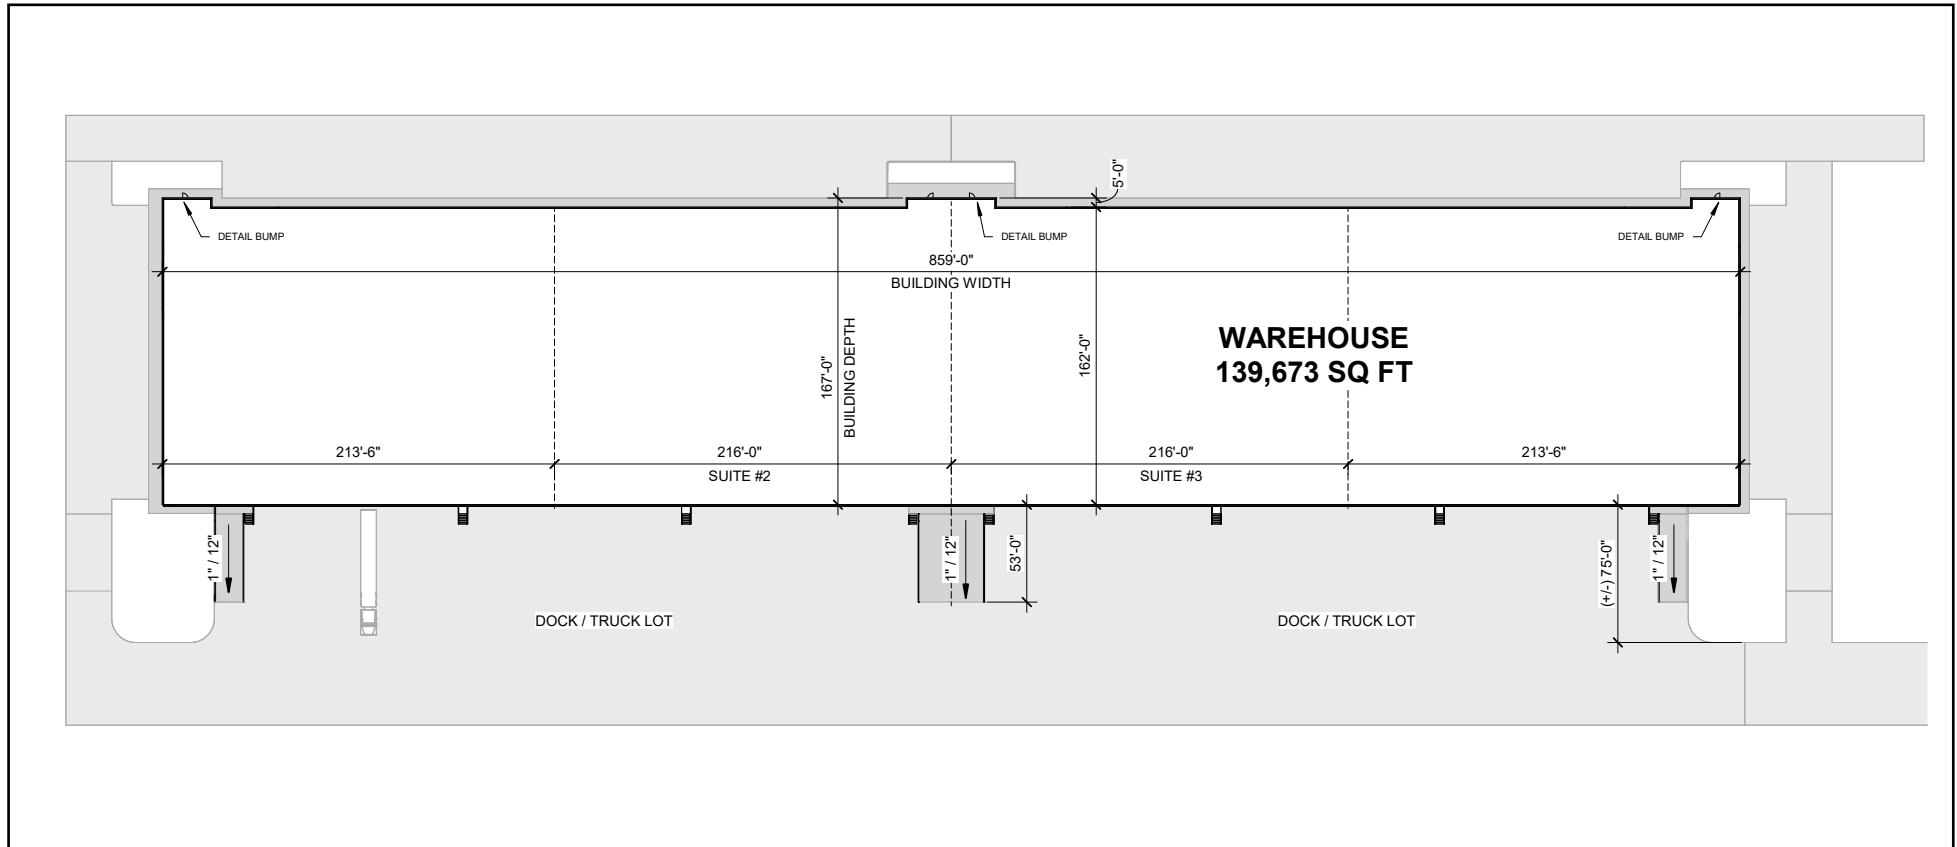 5'-0"
DETAIL BUMP
DETAIL BUMP
DETAIL BUMP
859'-0"
BUILDING WIDTH
WAREHOUSE
139,673 SQ FT
167'-0"
BUILDING DEPTH
162'-0"
213'-6"
216'-0"
216'-0"
213'-6"
SUITE #2
SUITE #3
1" / 12"
1" / 12"
53'-0"
(+/-) 75'-0"
1" / 12"
DOCK / TRUCK LOT
DOCK / TRUCK LOT